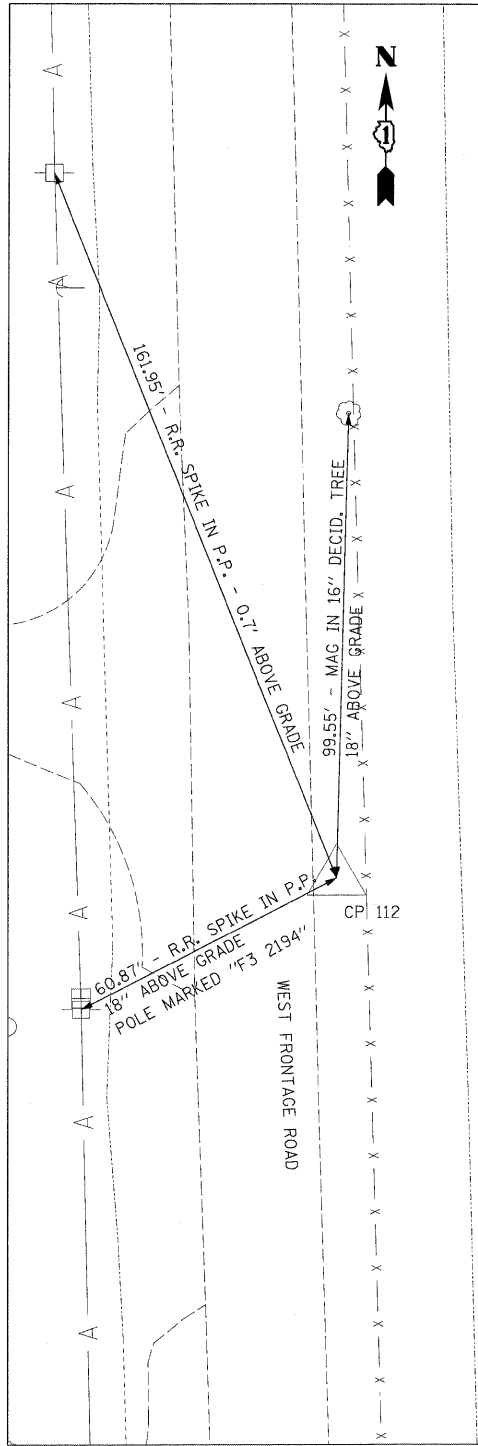 A
N
1
A
161.95' - R.R. SPIKE IN P.P. - 0.7' ABOVE GRADE
A
99.55' - MAG IN 16" DECID. TREE
18" ABOVE GRADE
A
CP 112
A
60.87' - R.R. SPIKE IN P.P.
18" ABOVE GRADE
POLE MARKED "F3 2194"
WEST FRONTAGE ROAD
A
A